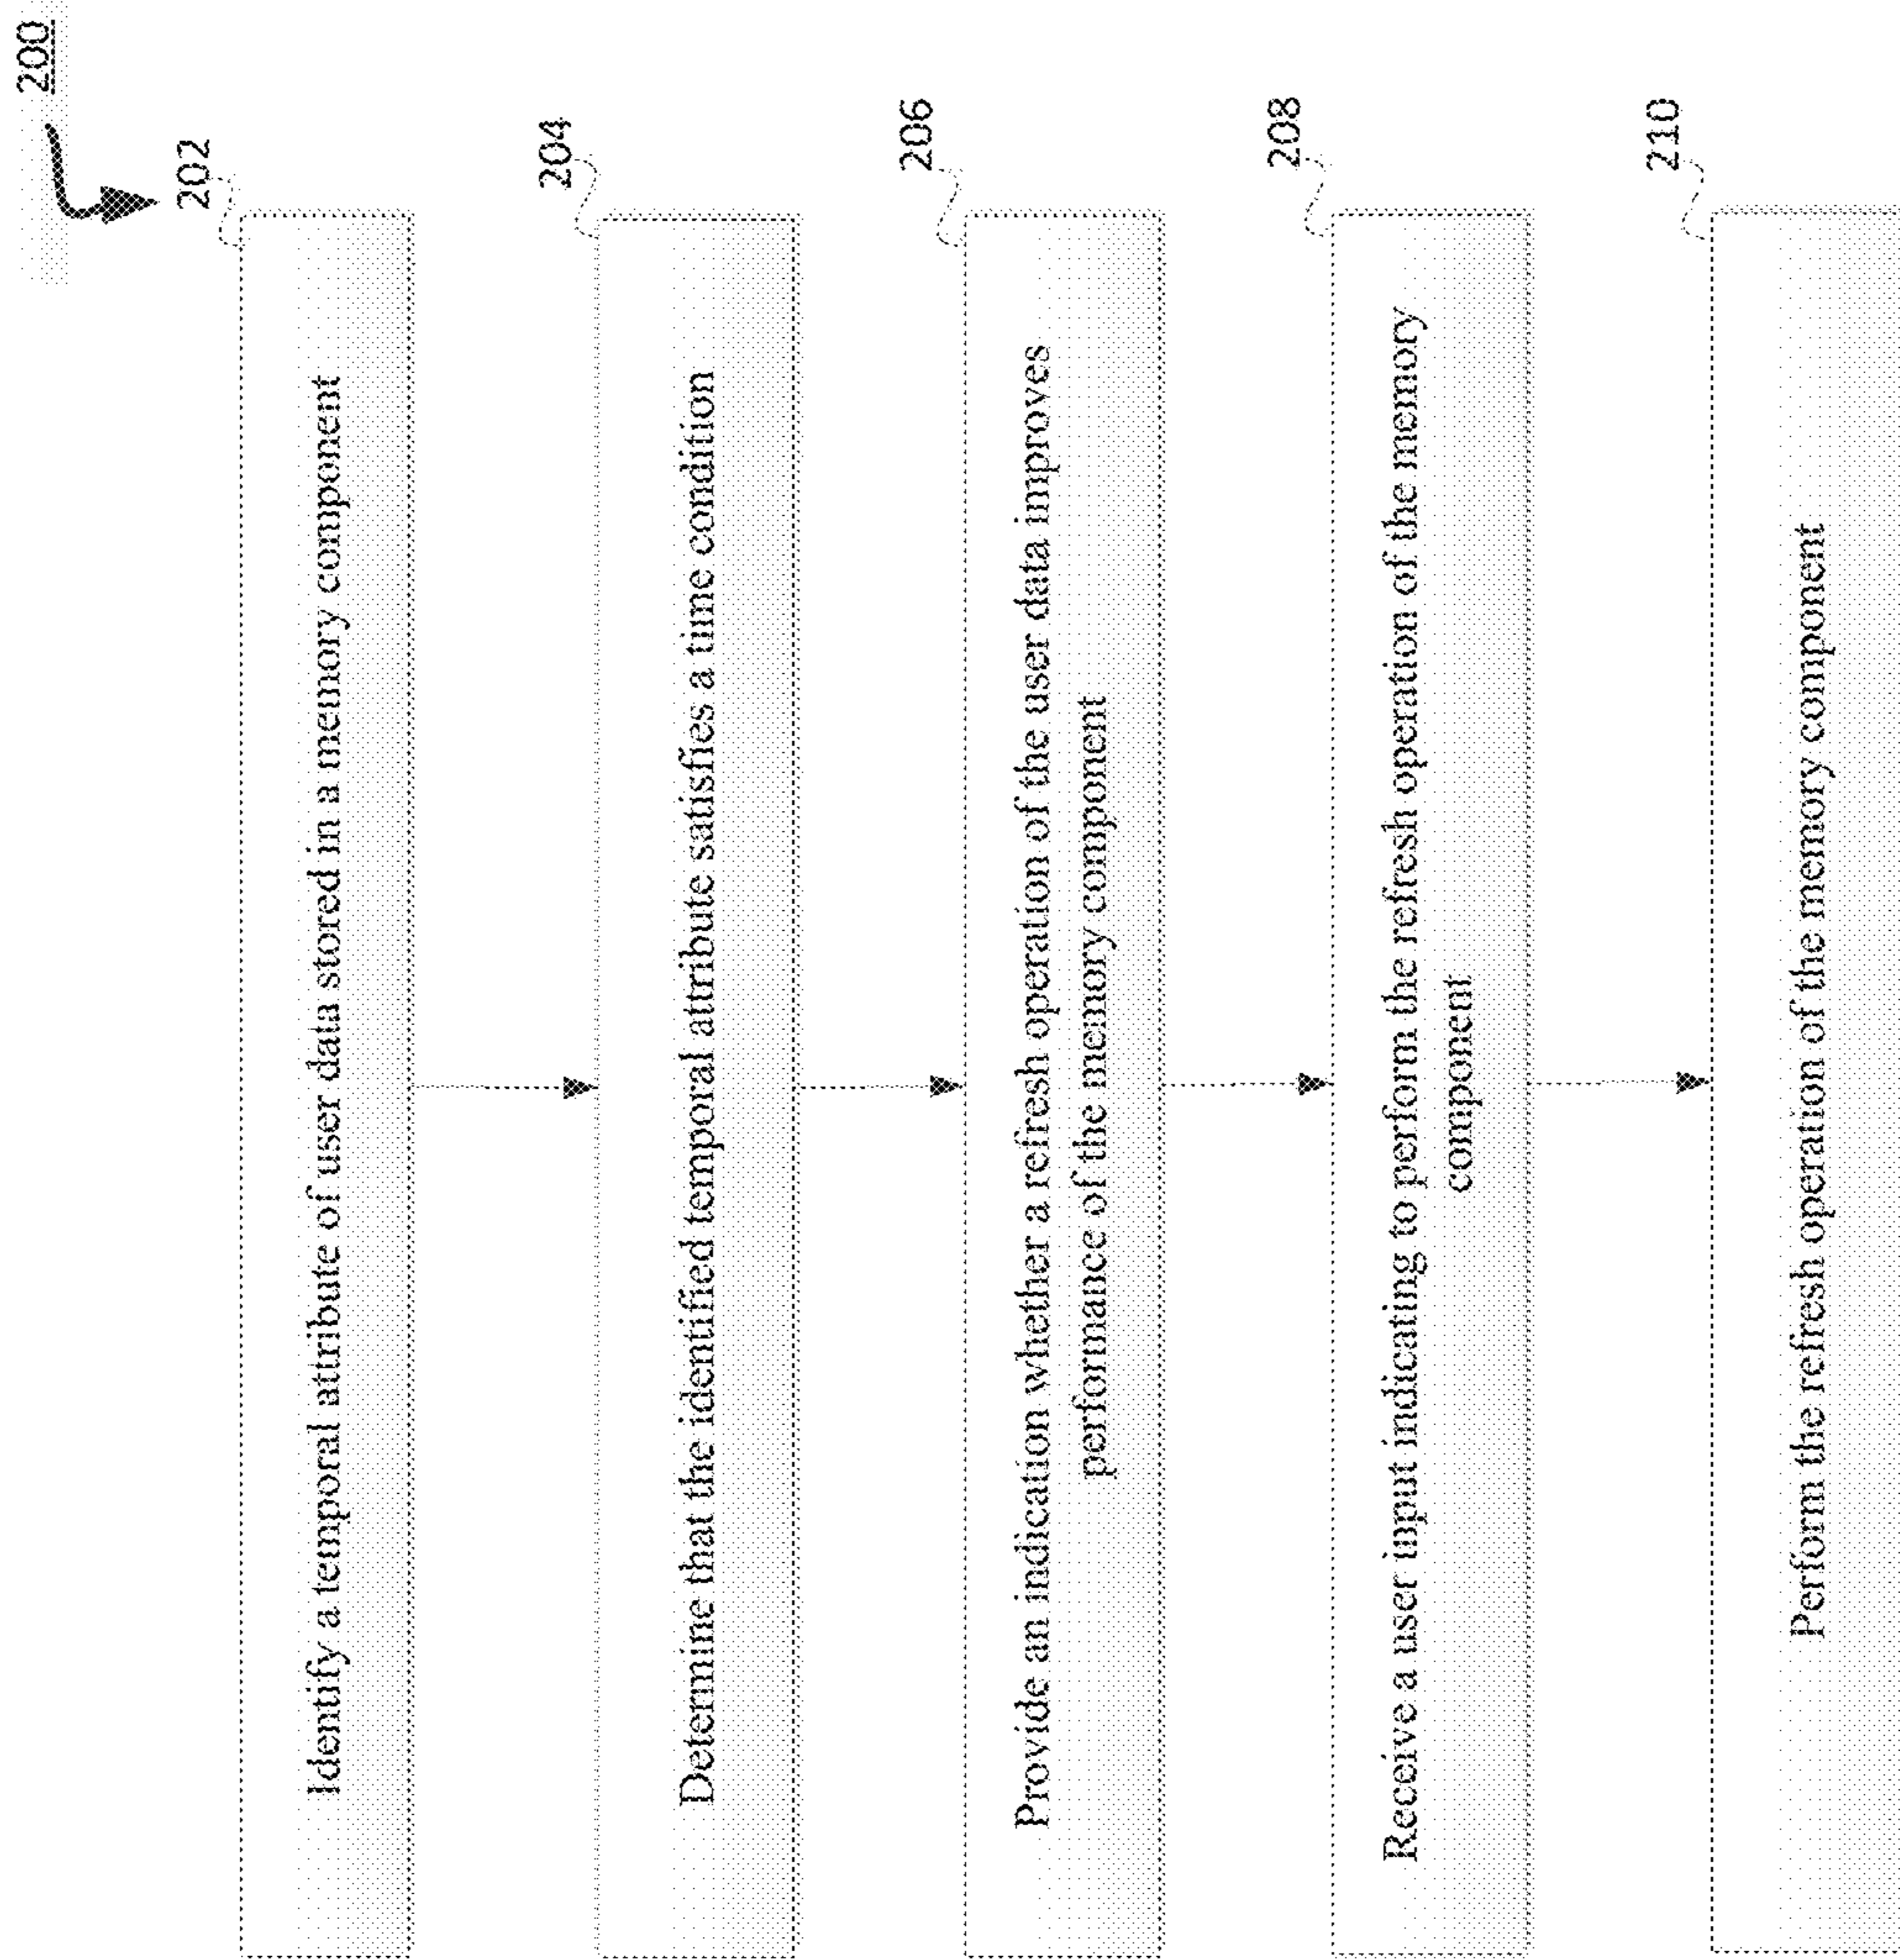 200
202
Identify a temporal attribute of user data stored in a memory component
204
Determine that the identified temporal attribute satisfies a time condition
206
Provide an indication whether a refresh operation of the user data improves
performance of the memory component
208
Receive a user input indicating to perform the refresh operation of the memory
component
210
Perform the refresh operation of the memory component